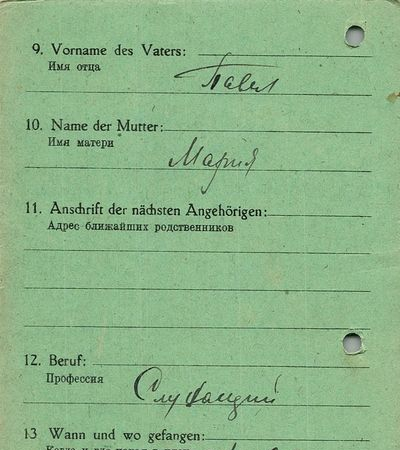 9. Vorname des Vaters:
Имя отца
Павел
10. Name der Mutter:
Имя матери
Мария
11. Anschrift der nächsten Angehörigen:
Адрес ближайших родственников
12. Beruf:
Профессия
Служащий
13 Wann und wo gefangen: